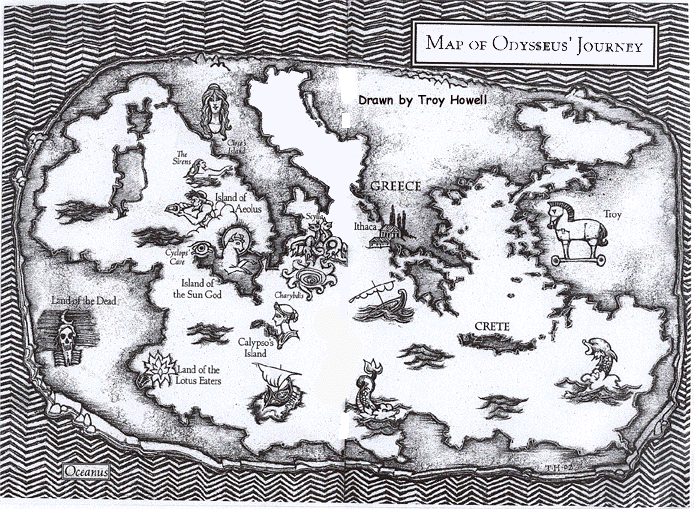 MAP OF ODYSSEUS' JOURNEY
Drawn by Troy Howell
Circe's
Island
The
Sirens
GREECE
Island of
Aeolus
Troy
Scylla
Ithaca
Cyclops'
Cave
Island of
the Sun God
Charybdis
Land of the Dead
CRETE
Calypso's
Island
Land of the
Lotus Eaters
Oceanus
T.H. 02